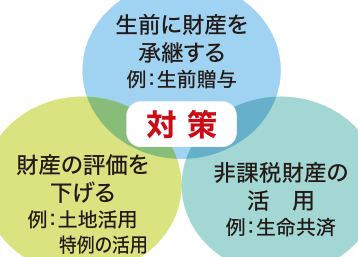 生前に財産を
承継する
例：生前贈与
対策
財産の評価を
下げる
例：土地活用
特例の活用
非課税財産の
活　用
例：生命共済